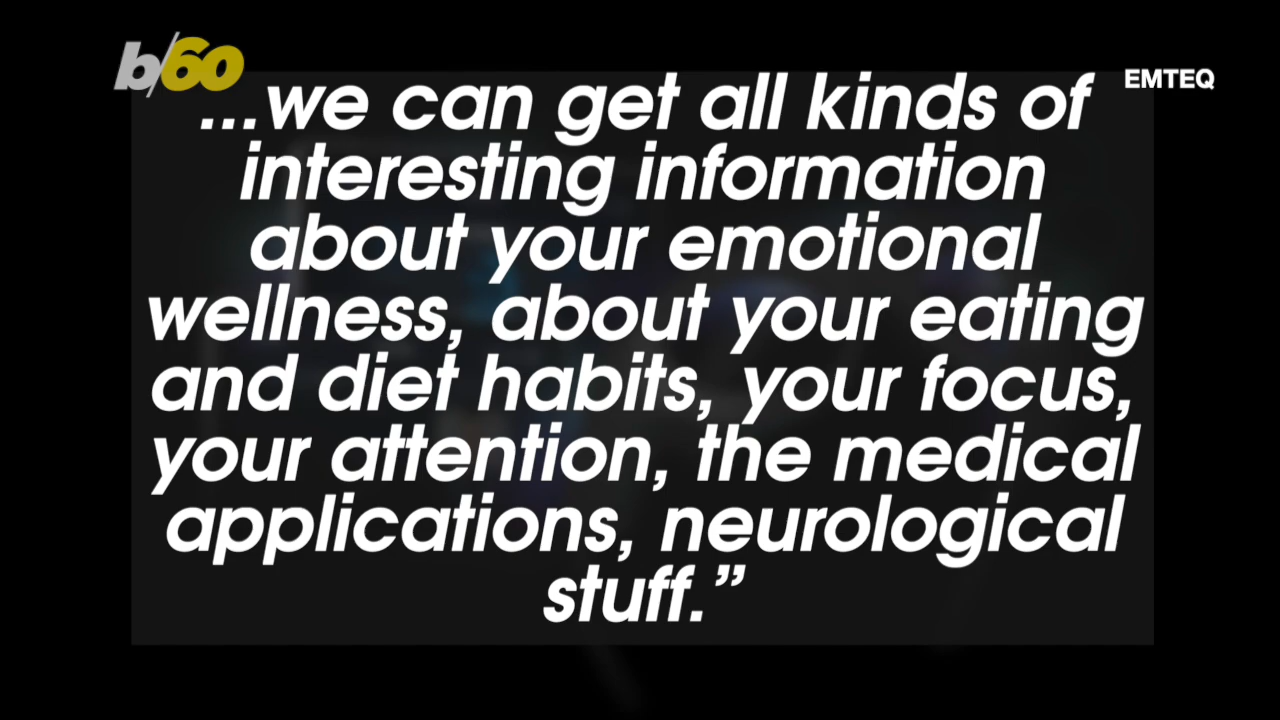 b/60
EMTEQ
...we can get all kinds of
interesting information
about your emotional
wellness, about your eating
and diet habits, your focus,
your attention, the medical
applications, neurological
stuff.”